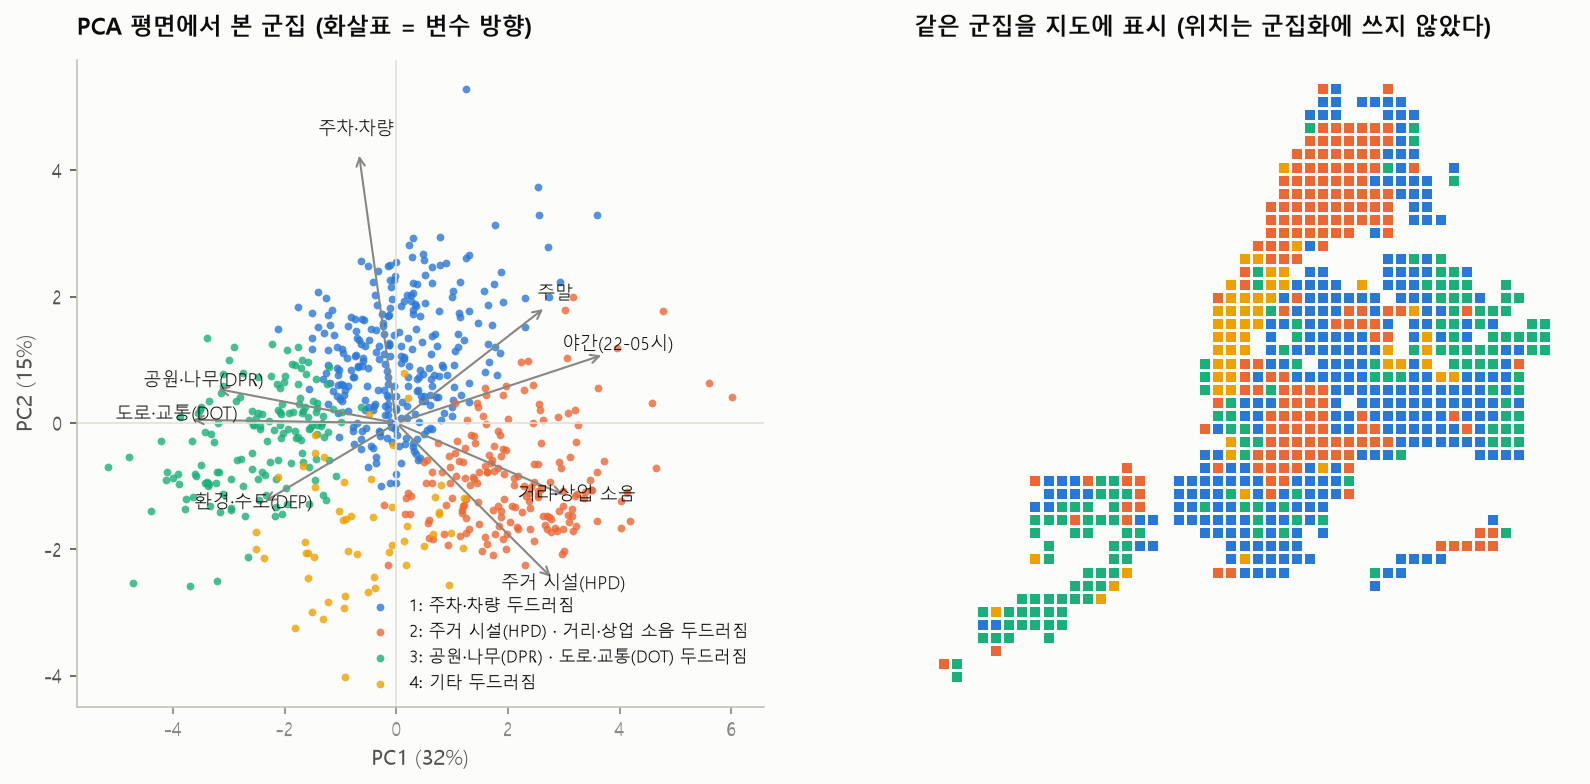 PCA 평면에서 본 군집 (화살표 = 변수 방향)
같은 군집을 지도에 표시 (위치는 군집화에 쓰지 않았다)
주차·차량
주말
야간(22-05시)
공원·나무(DPR)
도로·교통(DOT)
환경·수도(DEP)
거리·상업 소음
주거 시설(HPD)
1: 주차·차량 두드러짐
2: 주거 시설(HPD) · 거리·상업 소음 두드러짐
3: 공원·나무(DPR) · 도로·교통(DOT) 두드러짐
4: 기타 두드러짐
PC2 (15%)
4
2
0
-2
-4
-4 -2 0 2 4 6
PC1 (32%)